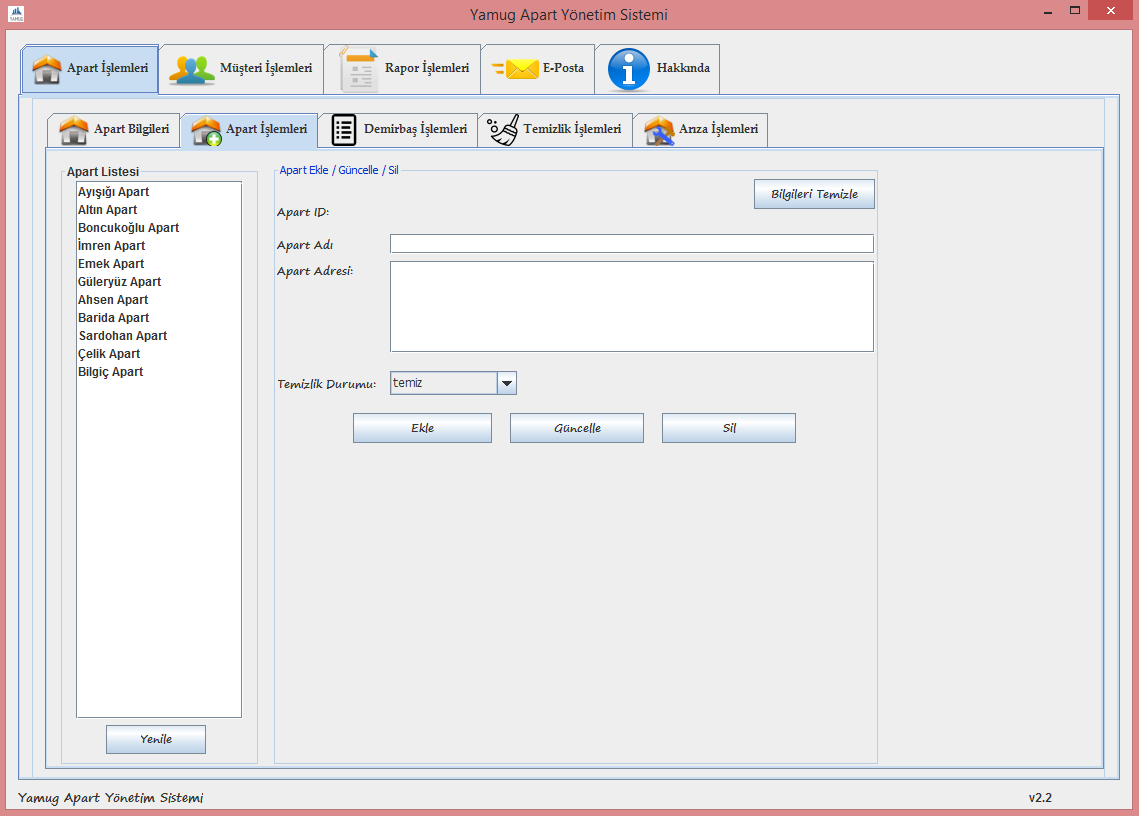 Yamug Apart Yönetim Sistemi
YAMUG
Apart İşlemleri
Müşteri İşlemleri
Rapor İşlemleri
E-Posta
Hakkında
Apart Bilgileri
Apart İşlemleri
Demirbaş İşlemleri
Temizlik İşlemleri
Arıza İşlemleri
Apart Listesi
Ayışığı Apart
Altın Apart
Boncukoğlu Apart
İmren Apart
Emek Apart
Güleryüz Apart
Ahsen Apart
Barida Apart
Sardohan Apart
Çelik Apart
Bilgiç Apart
Yenile
Apart Ekle / Güncelle / Sil
Bilgileri Temizle
Apart ID:
Apart Adı
Apart Adresi:
Temizlik Durumu:
temiz
Ekle
Güncelle
Sil
Yamug Apart Yönetim Sistemi
v2.2